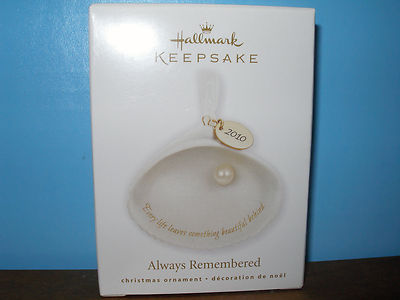 Hallmark
KEEPSAKE
2010
Every life leaves something beautiful behind.
Always Remembered
christmas ornament • décoration de noël